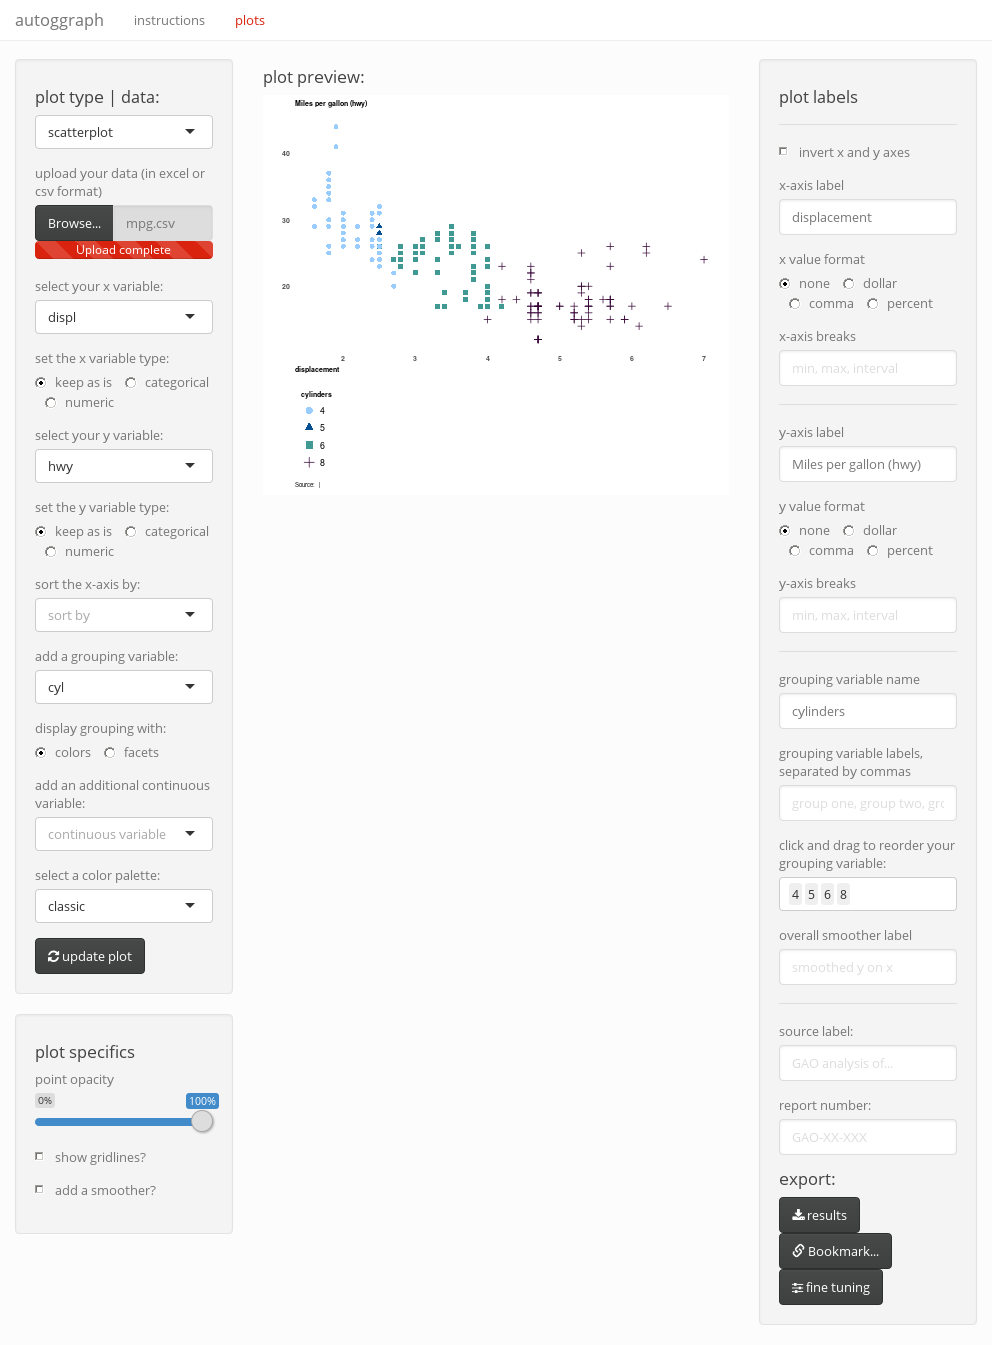 autoggraph instructions plots
plot type | data:
scatterplot
upload your data (in excel or
csv format)
Browse... mpg.csv
Upload complete
select your x variable:
displ
set the x variable type:
keep as is categorical
numeric
select your y variable:
hwy
set the y variable type:
keep as is categorical
numeric
sort the x-axis by:
sort by
add a grouping variable:
cyl
display grouping with:
colors facets
add an additional continuous
variable:
continuous variable
select a color palette:
classic
update plot
plot specifics
point opacity
0% 100%
show gridlines?
add a smoother?
plot preview:
Miles per gallon (hwy)
40
30
20
2 3 4 5 6 7
displacement
cylinders
4
5
6
8
Source: |
plot labels
invert x and y axes
x-axis label
displacement
x value format
none dollar
comma percent
x-axis breaks
min, max, interval
y-axis label
Miles per gallon (hwy)
y value format
none dollar
comma percent
y-axis breaks
min, max, interval
grouping variable name
cylinders
grouping variable labels,
separated by commas
group one, group two, gro
click and drag to reorder your
grouping variable:
4 5 6 8
overall smoother label
smoothed y on x
source label:
GAO analysis of...
report number:
GAO-XX-XXX
export:
results
Bookmark...
fine tuning